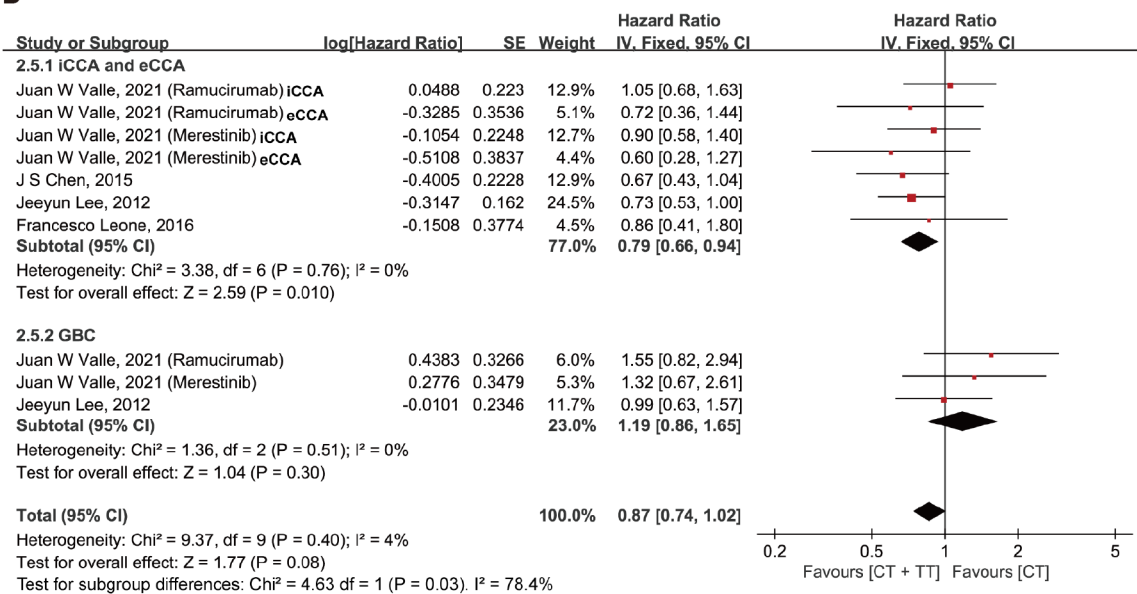 Hazard Ratio Hazard Ratio
Study or Subgroup log[Hazard Ratio] SE Weight IV, Fixed, 95% CI IV, Fixed, 95% CI
2.5.1 iCCA and eCCA
Juan W Valle, 2021 (Ramucirumab) iCCA 0.0488 0.223 12.9% 1.05 [0.68, 1.63]
Juan W Valle, 2021 (Ramucirumab) eCCA -0.3285 0.3536 5.1% 0.72 [0.36, 1.44]
Juan W Valle, 2021 (Merestinib) iCCA -0.1054 0.2248 12.7% 0.90 [0.58, 1.40]
Juan W Valle, 2021 (Merestinib) eCCA -0.5108 0.3837 4.4% 0.60 [0.28, 1.27]
J S Chen, 2015 -0.4005 0.2228 12.9% 0.67 [0.43, 1.04]
Jeeyun Lee, 2012 -0.3147 0.162 24.5% 0.73 [0.53, 1.00]
Francesco Leone, 2016 -0.1508 0.3774 4.5% 0.86 [0.41, 1.80]
Subtotal (95% CI) 77.0% 0.79 [0.66, 0.94]
Heterogeneity: Chi² = 3.38, df = 6 (P = 0.76); I² = 0%
Test for overall effect: Z = 2.59 (P = 0.010)
2.5.2 GBC
Juan W Valle, 2021 (Ramucirumab) 0.4383 0.3266 6.0% 1.55 [0.82, 2.94]
Juan W Valle, 2021 (Merestinib) 0.2776 0.3479 5.3% 1.32 [0.67, 2.61]
Jeeyun Lee, 2012 -0.0101 0.2346 11.7% 0.99 [0.63, 1.57]
Subtotal (95% CI) 23.0% 1.19 [0.86, 1.65]
Heterogeneity: Chi² = 1.36, df = 2 (P = 0.51); I² = 0%
Test for overall effect: Z = 1.04 (P = 0.30)
Total (95% CI) 100.0% 0.87 [0.74, 1.02]
Heterogeneity: Chi² = 9.37, df = 9 (P = 0.40); I² = 4%
Test for overall effect: Z = 1.77 (P = 0.08)
Test for subgroup differences: Chi² = 4.63 df = 1 (P = 0.03). I² = 78.4%
0.2 0.5 1 2 5
Favours [CT + TT] Favours [CT]